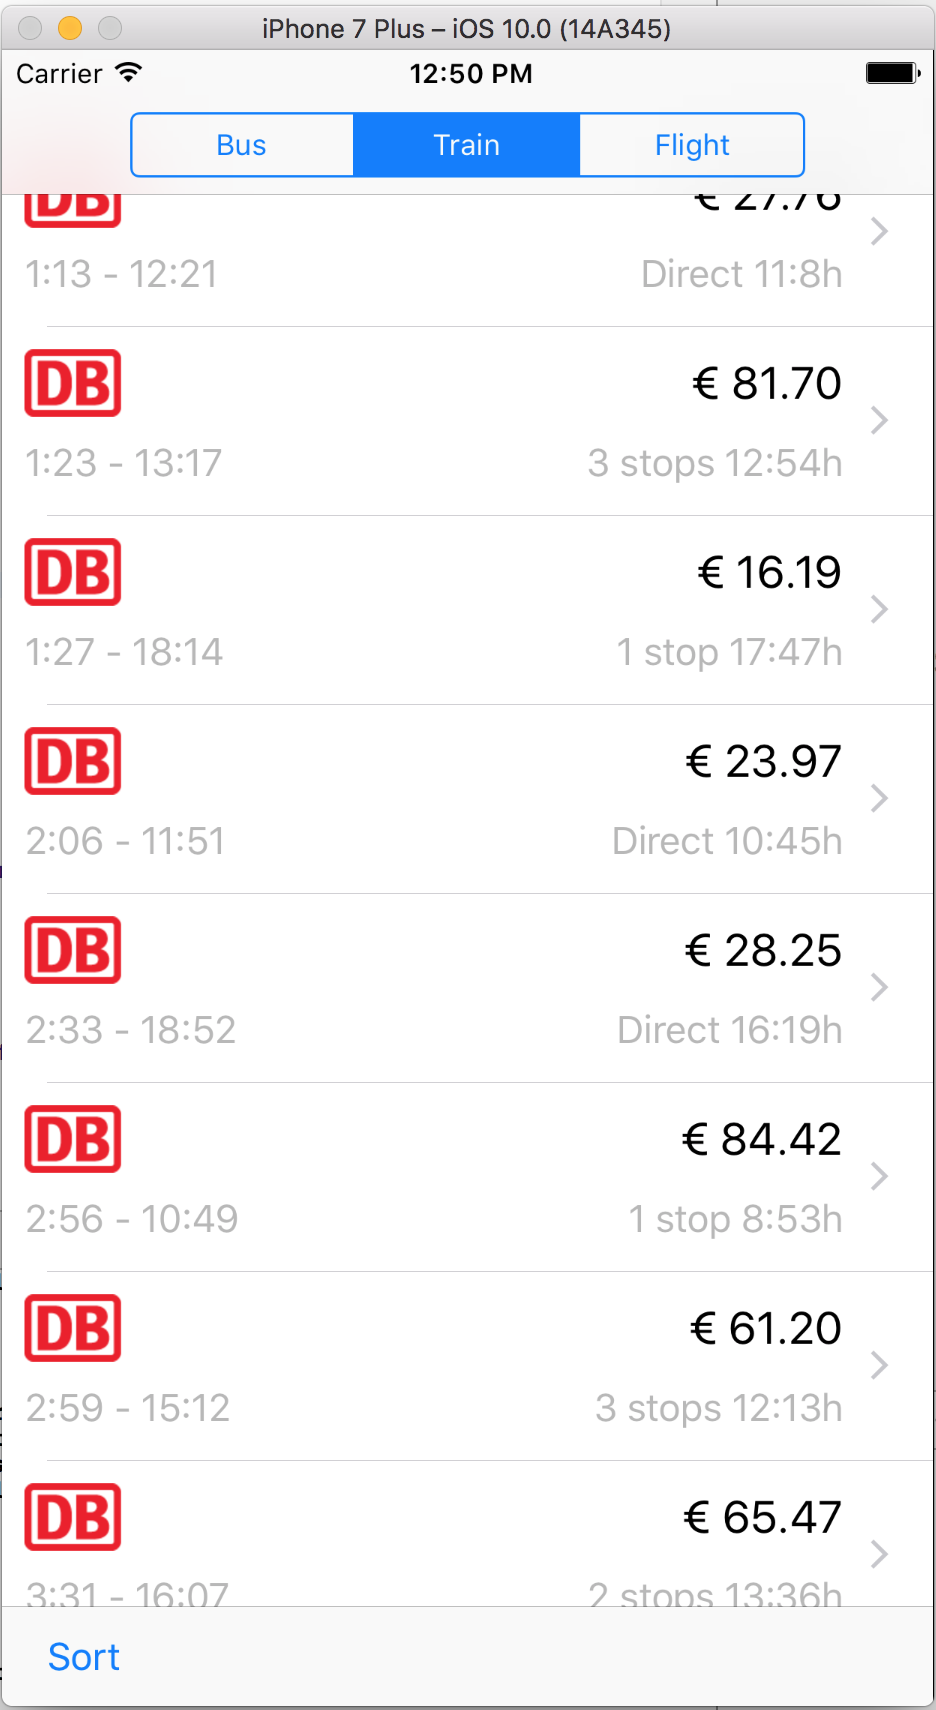 iPhone 7 Plus – iOS 10.0 (14A345)
Carrier 12:50 PM
Bus Train Flight
DB € 27.76
1:13 - 12:21 Direct 11:8h
DB € 81.70
1:23 - 13:17 3 stops 12:54h
DB € 16.19
1:27 - 18:14 1 stop 17:47h
DB € 23.97
2:06 - 11:51 Direct 10:45h
DB € 28.25
2:33 - 18:52 Direct 16:19h
DB € 84.42
2:56 - 10:49 1 stop 8:53h
DB € 61.20
2:59 - 15:12 3 stops 12:13h
DB € 65.47
3:31 - 16:07 2 stops 13:36h
Sort